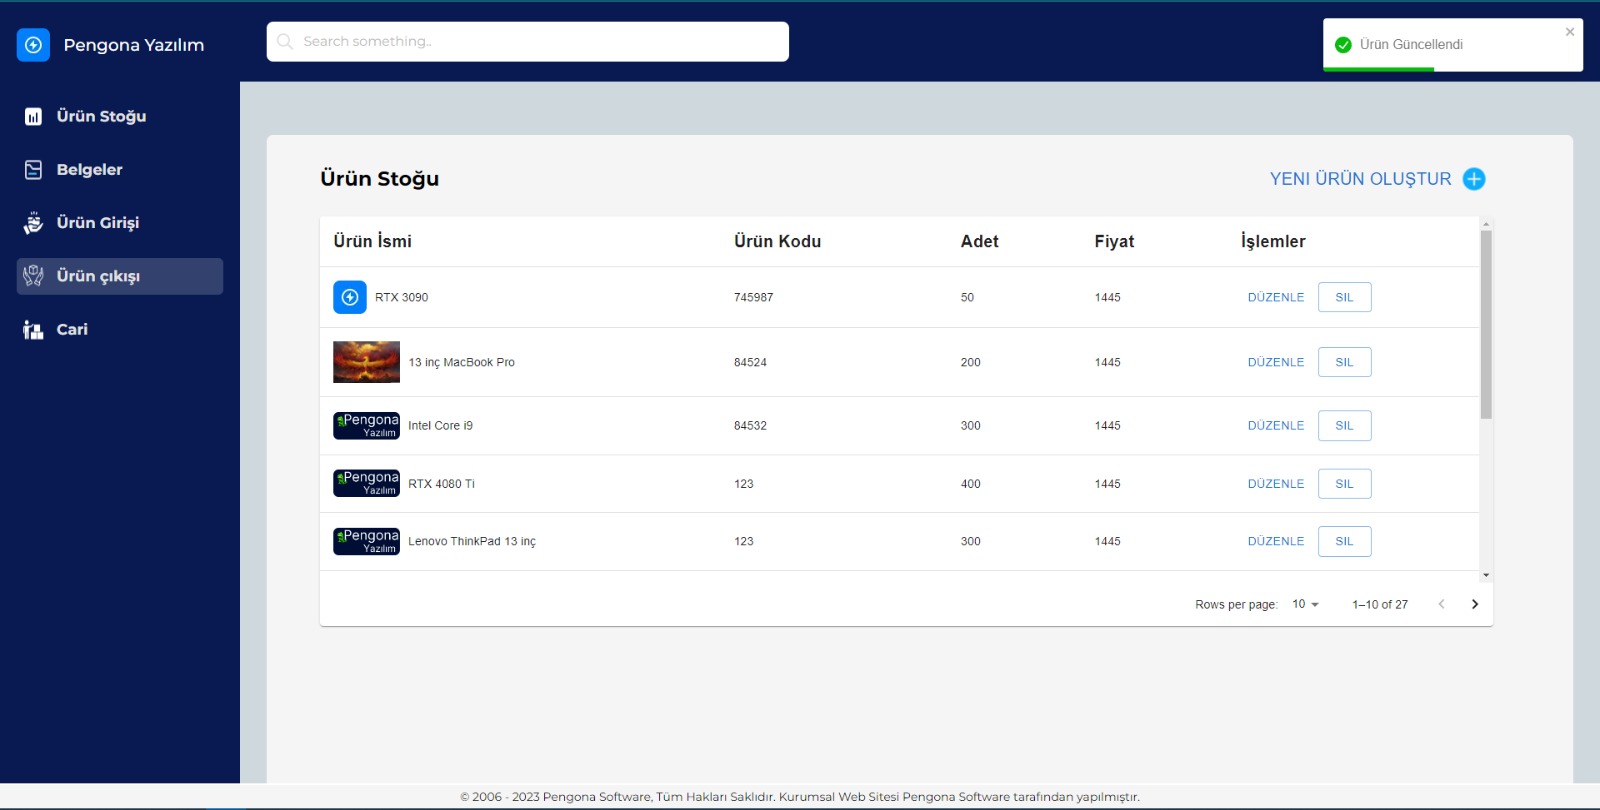 Pengona Yazılım
Search something..
Ürün Güncellendi
Ürün Stoğu
Belgeler
Ürün Girişi
Ürün çıkışı
Cari
Ürün Stoğu
YENI ÜRÜN OLUŞTUR
Ürün İsmi Ürün Kodu Adet Fiyat İşlemler
RTX 3090 745987 50 1445 DÜZENLE SIL
13 inç MacBook Pro 84524 200 1445 DÜZENLE SIL
Pengona
Yazılım
Intel Core i9 84532 300 1445 DÜZENLE SIL
Pengona
Yazılım
RTX 4080 Ti 123 400 1445 DÜZENLE SIL
Pengona
Yazılım
Lenovo ThinkPad 13 inç 123 300 1445 DÜZENLE SIL
Rows per page: 10 1–10 of 27
© 2006 - 2023 Pengona Software, Tüm Hakları Saklıdır. Kurumsal Web Sitesi Pengona Software tarafından yapılmıştır.